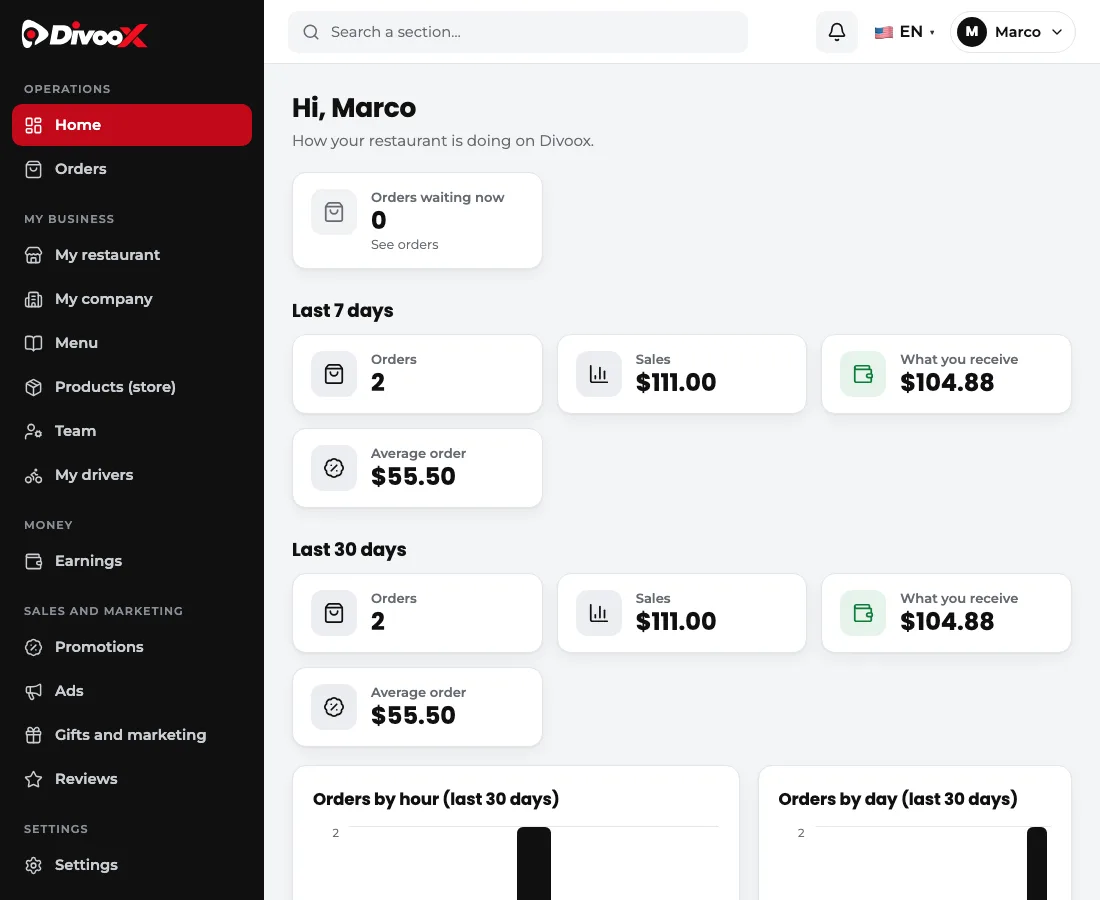 DivooX
OPERATIONS
Home
Orders
MY BUSINESS
My restaurant
My company
Menu
Products (store)
Team
My drivers
MONEY
Earnings
SALES AND MARKETING
Promotions
Ads
Gifts and marketing
Reviews
SETTINGS
Settings
Search a section...
EN
M
Marco
Hi, Marco
How your restaurant is doing on Divoox.
Orders waiting now
0
See orders
Last 7 days
Orders
2
Sales
$111.00
What you receive
$104.88
Average order
$55.50
Last 30 days
Orders
2
Sales
$111.00
What you receive
$104.88
Average order
$55.50
Orders by hour (last 30 days)
2
Orders by day (last 30 days)
2